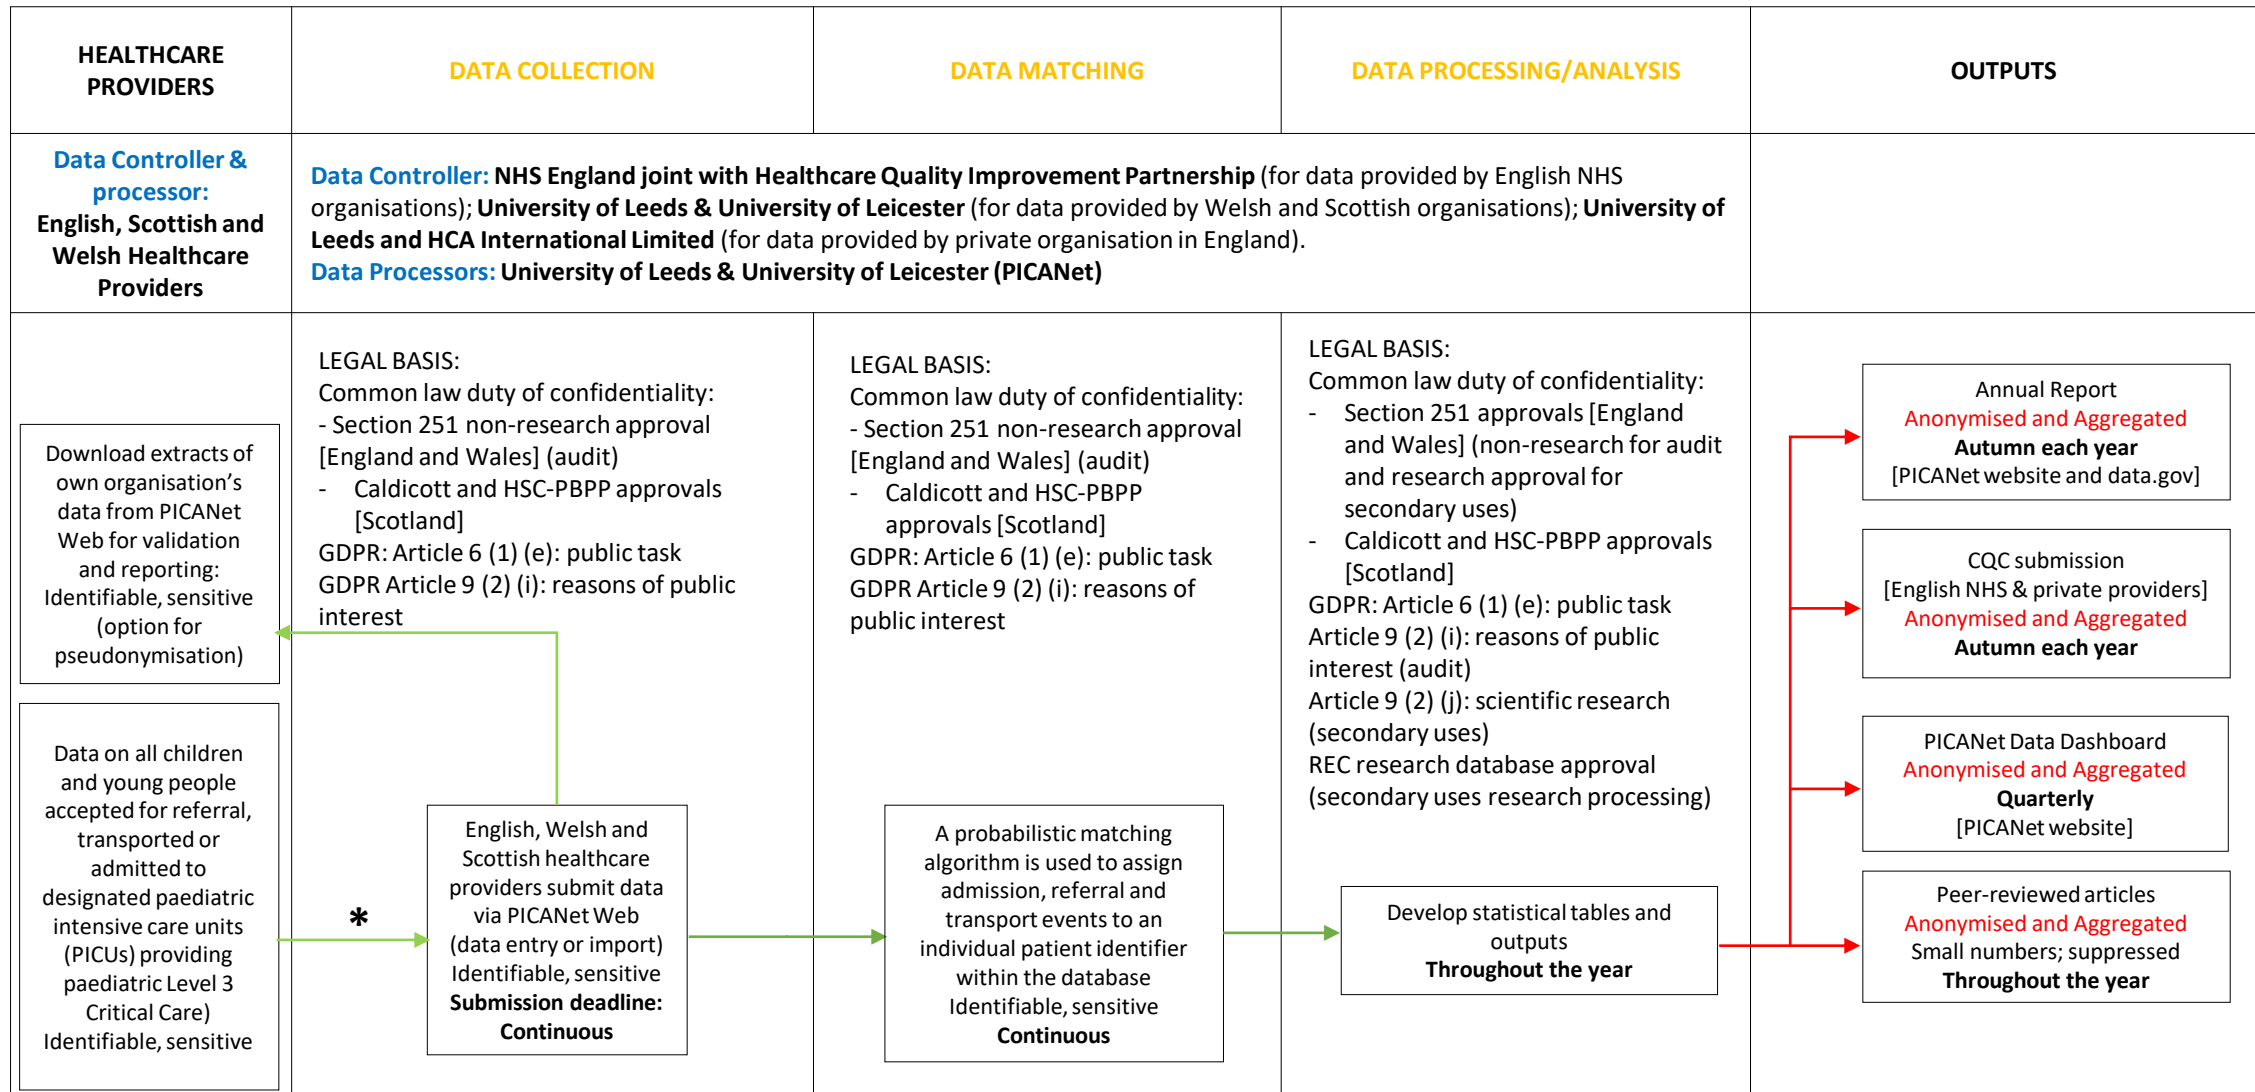 HEALTHCARE
PROVIDERS
DATA COLLECTION
DATA MATCHING
DATA PROCESSING/ANALYSIS
OUTPUTS
Data Controller &
processor:
English, Scottish and
Welsh Healthcare
Providers
Data Controller: NHS England joint with Healthcare Quality Improvement Partnership (for data provided by English NHS
organisations); University of Leeds & University of Leicester (for data provided by Welsh and Scottish organisations); University of
Leeds and HCA International Limited (for data provided by private organisation in England).
Data Processors: University of Leeds & University of Leicester (PICANet)
Download extracts of
own organisation's
data from PICANet
Web for validation
and reporting:
Identifiable, sensitive
(option for
pseudonymisation)
Data on all children
and young people
accepted for referral,
transported or
admitted to
designated paediatric
intensive care units
(PICUs) providing
paediatric Level 3
Critical Care)
Identifiable, sensitive
LEGAL BASIS:
Common law duty of confidentiality:
- Section 251 non-research approval
[England and Wales] (audit)
- Caldicott and HSC-PBPP approvals
[Scotland]
GDPR: Article 6 (1) (e): public task
GDPR Article 9 (2) (i): reasons of public
interest
*
English, Welsh and
Scottish healthcare
providers submit data
via PICANet Web
(data entry or import)
Identifiable, sensitive
Submission deadline:
Continuous
LEGAL BASIS:
Common law duty of confidentiality:
- Section 251 non-research approval
[England and Wales] (audit)
- Caldicott and HSC-PBPP
approvals [Scotland]
GDPR: Article 6 (1) (e): public task
GDPR Article 9 (2) (i): reasons of
public interest
A probabilistic matching
algorithm is used to assign
admission, referral and
transport events to an
individual patient identifier
within the database
Identifiable, sensitive
Continuous
LEGAL BASIS:
Common law duty of confidentiality:
- Section 251 approvals [England
and Wales] (non-research for audit
and research approval for
secondary uses)
- Caldicott and HSC-PBPP approvals
[Scotland]
GDPR: Article 6 (1) (e): public task
Article 9 (2) (i): reasons of public
interest (audit)
Article 9 (2) (j): scientific research
(secondary uses)
REC research database approval
(secondary uses research processing)
Develop statistical tables and
outputs
Throughout the year
Annual Report
Anonymised and Aggregated
Autumn each year
[PICANet website and data.gov]
CQC submission
[English NHS & private providers]
Anonymised and Aggregated
Autumn each year
PICANet Data Dashboard
Anonymised and Aggregated
Quarterly
[PICANet website]
Peer-reviewed articles
Anonymised and Aggregated
Small numbers; suppressed
Throughout the year